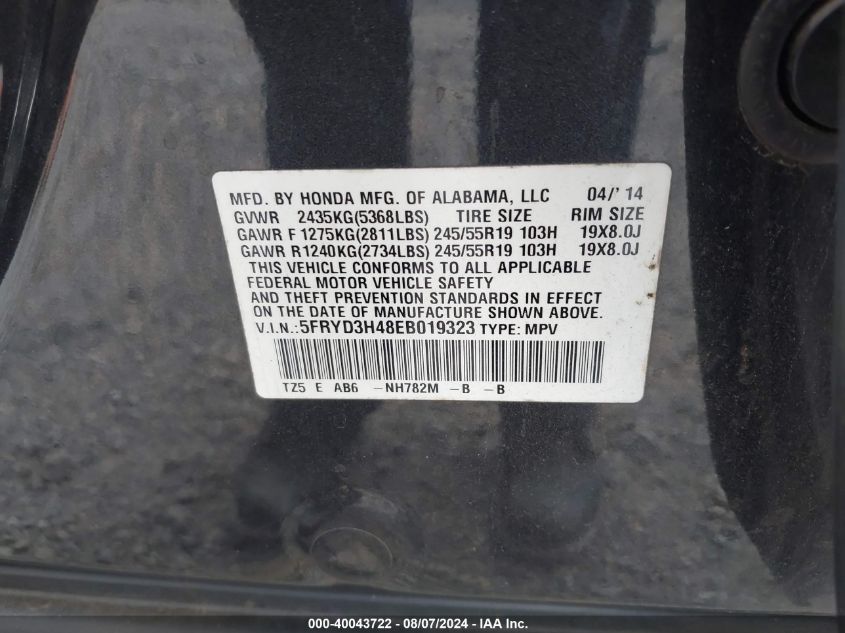 MFD. BY HONDA MFG. OF ALABAMA, LLC 04/'14
GVWR 2435KG(5368LBS) TIRE SIZE RIM SIZE
GAWR F 1275KG(2811LBS) 245/55R19 103H 19X8.0J
GAWR R1240KG(2734LBS) 245/55R19 103H 19X8.0J
THIS VEHICLE CONFORMS TO ALL APPLICABLE
FEDERAL MOTOR VEHICLE SAFETY
AND THEFT PREVENTION STANDARDS IN EFFECT
ON THE DATE OF MANUFACTURE SHOWN ABOVE.
V.I.N.:5FRYD3H48EB019323 TYPE: MPV
TZ5 E AB6 -NH782M -B -B
000-40043722 - 08/07/2024 - Copyright IAA, Inc.